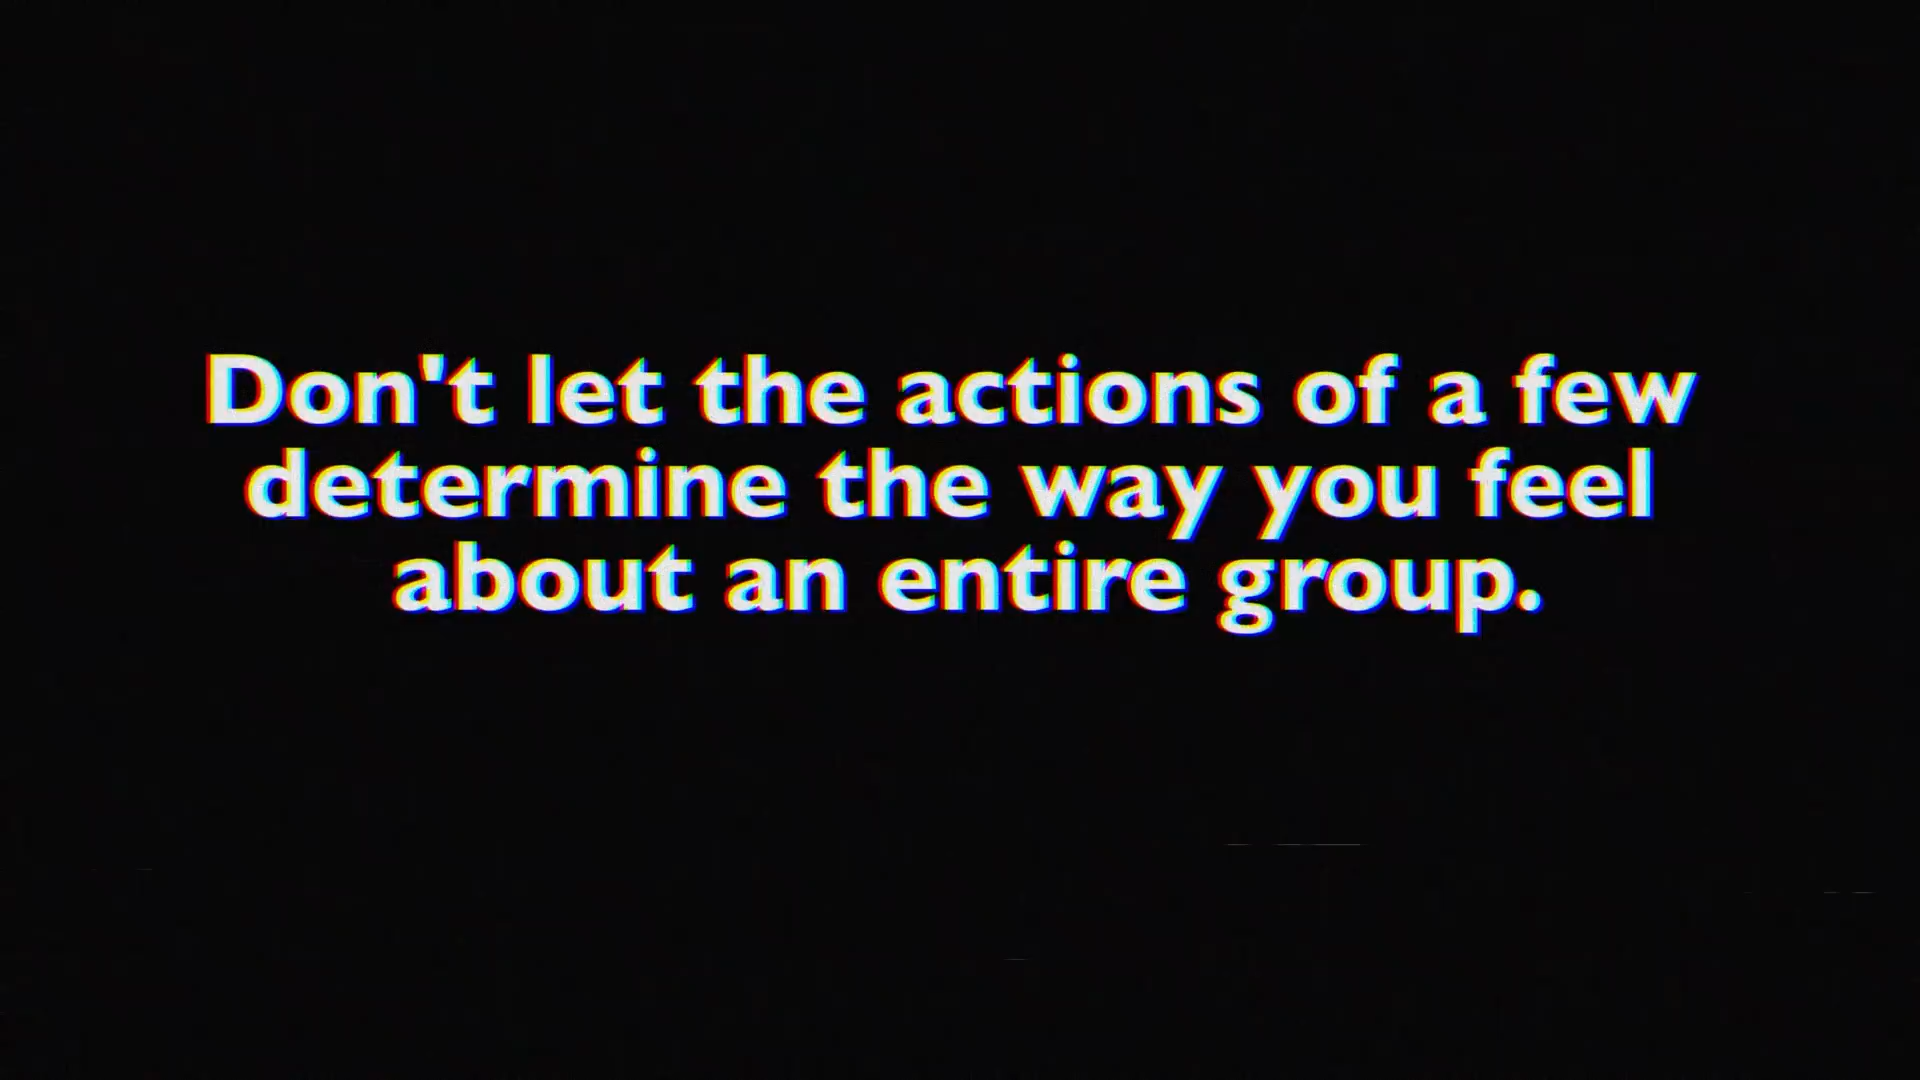 Don't let the actions of a few
determine the way you feel
about an entire group.